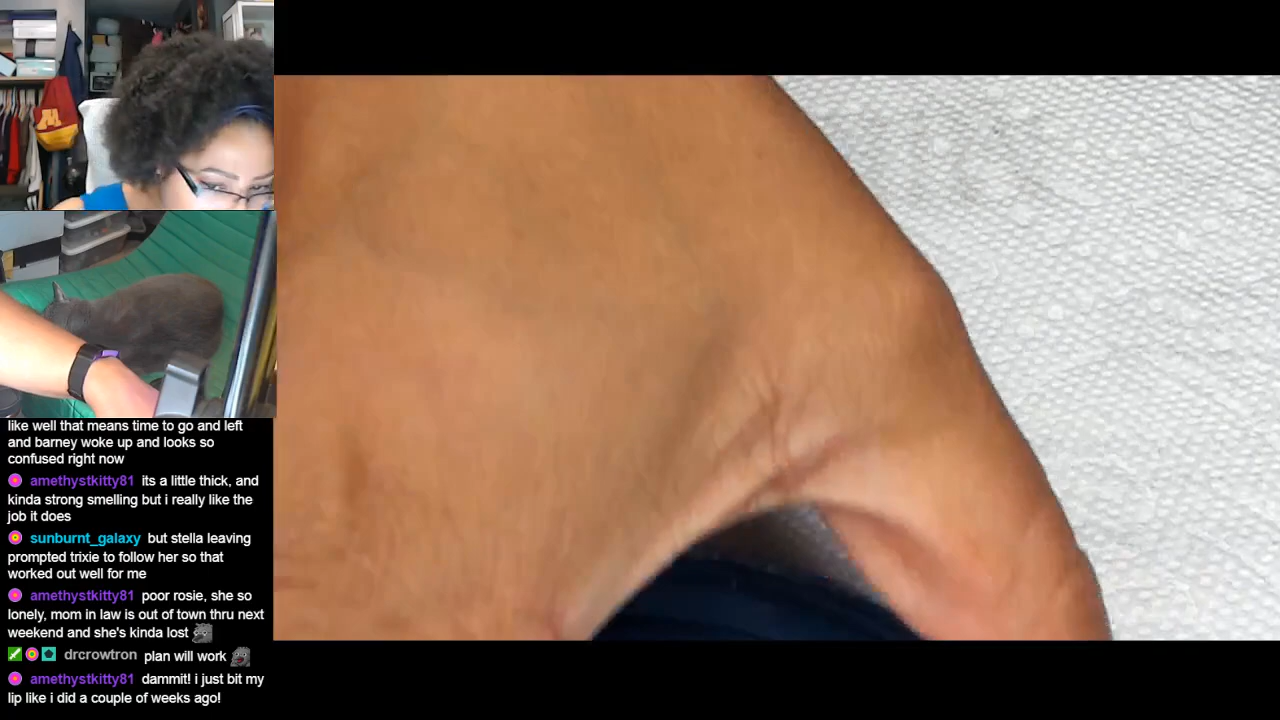 M
like well that means time to go and left
and barney woke up and looks so
confused right now
amethystkitty81 its a little thick, and
kinda strong smelling but i really like the
job it does
sunburnt_galaxy but stella leaving
prompted trixie to follow her so that
worked out well for me
amethystkitty81 poor rosie, she so
lonely, mom in law is out of town thru next
weekend and she's kinda lost
drcrowtron plan will work
amethystkitty81 dammit! i just bit my
lip like i did a couple of weeks ago!